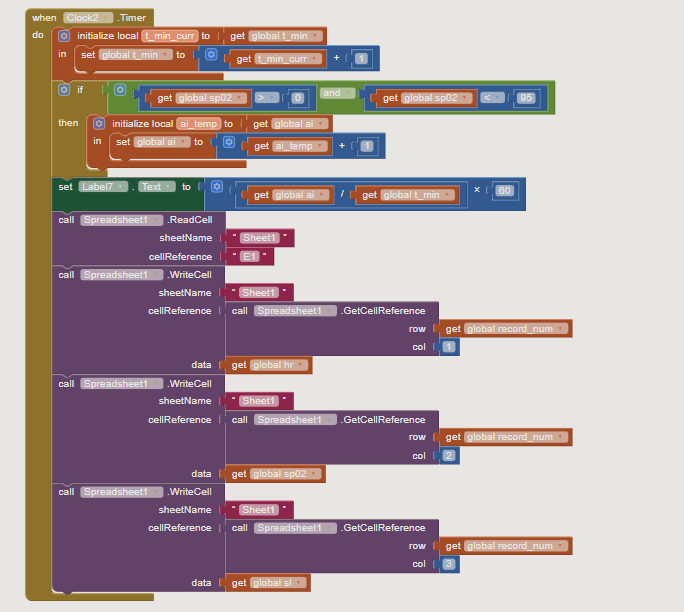 when Clock2 .Timer
do initialize local t_min_curr to get global t_min
in set global t_min to get t_min_curr + 1
if get global sp02 > 0 and get global sp02 < 95
then initialize local ai_temp to get global ai
in set global ai to get ai_temp + 1
set Label7 . Text to get global ai / get global t_min × 60
call Spreadsheet1 .ReadCell
sheetName " Sheet1 "
cellReference " E1 "
call Spreadsheet1 .WriteCell
sheetName " Sheet1 "
cellReference call Spreadsheet1 .GetCellReference
row get global record_num
col 1
data get global hr
call Spreadsheet1 .WriteCell
sheetName " Sheet1 "
cellReference call Spreadsheet1 .GetCellReference
row get global record_num
col 2
data get global sp02
call Spreadsheet1 .WriteCell
sheetName " Sheet1 "
cellReference call Spreadsheet1 .GetCellReference
row get global record_num
col 3
data get global sl